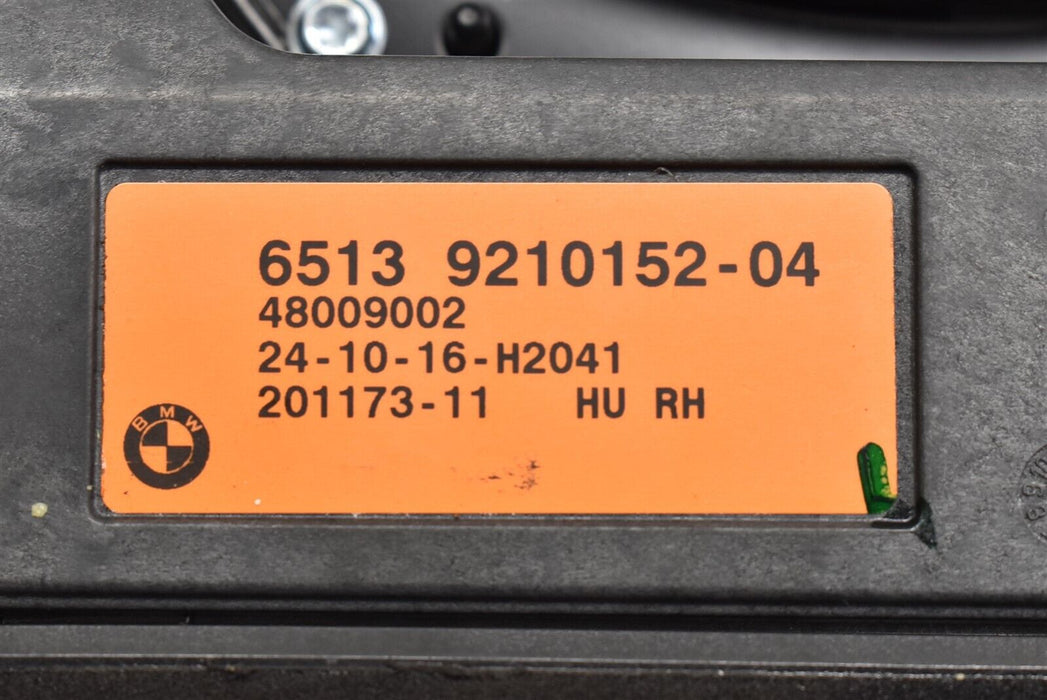 6513 9210152-04
48009002
24-10-16-H2041
201173-11 HU RH
BMW